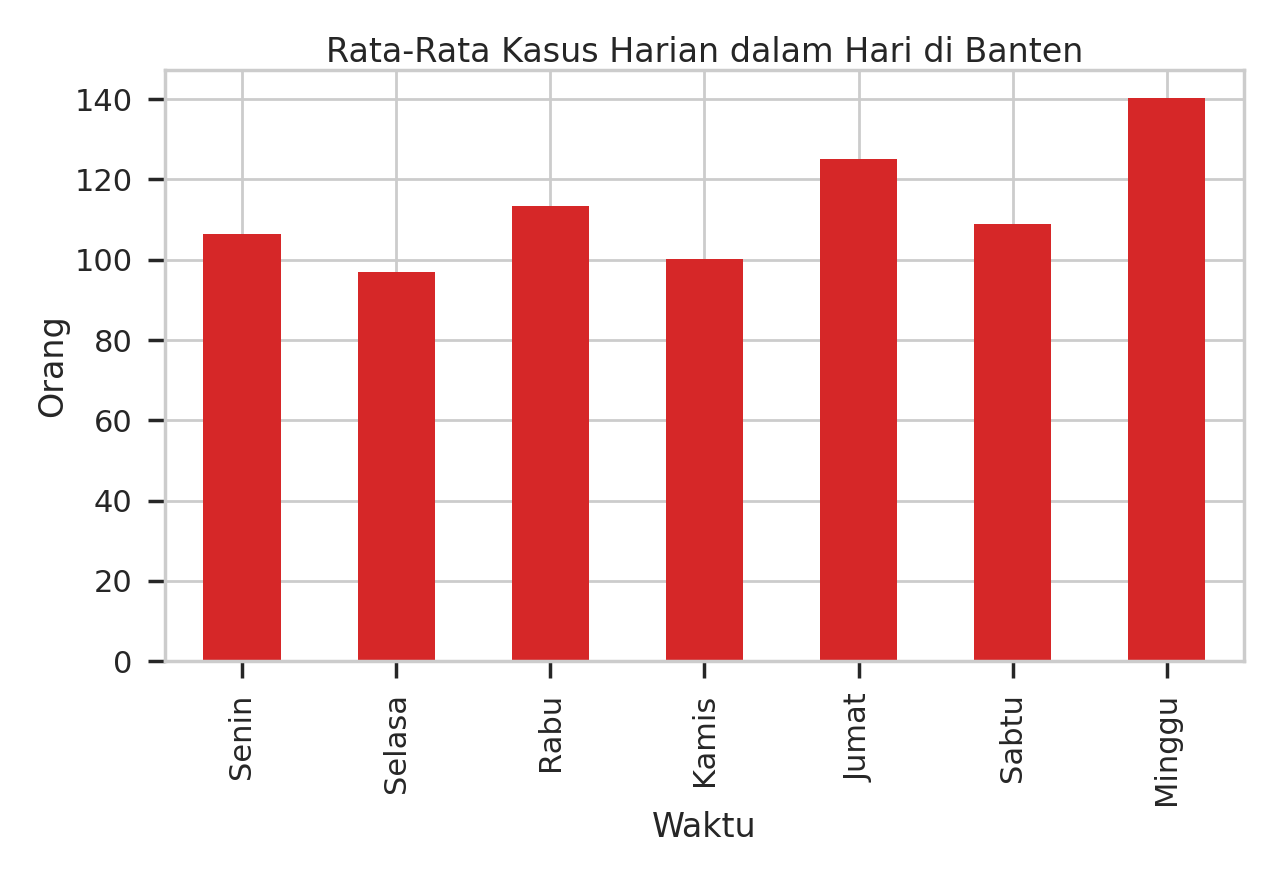 Rata-Rata Kasus Harian dalam Hari di Banten
140
120
100
80
60
40
20
0
Orang
Senin
Selasa
Rabu
Kamis
Jumat
Sabtu
Minggu
Waktu